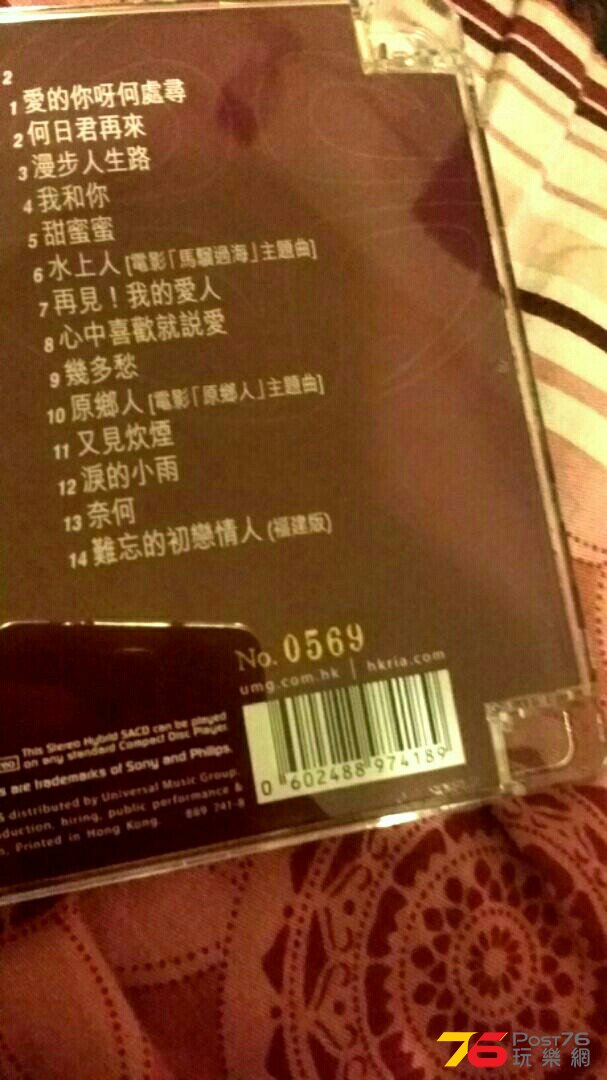 2
1 愛的你呀何處尋
2 何日君再來
3 漫步人生路
4 我和你
5 甜蜜蜜
6 水上人 [電影「馬騮過海」主題曲]
7 再見！我的愛人
8 心中喜歡就說愛
9 幾多愁
10 原鄉人 [電影「原鄉人」主題曲]
11 又見炊煙
12 淚的小雨
13 奈何
14 難忘的初戀情人 (福建版)
No. 0569
umg.com.hk | hkria.com
This Stereo Hybrid SACD can be played
on any standard Compact Disc Player.
are trademarks of Sony and Philips.
distributed by Universal Music Group.
hiring, public performance &
Printed in Hong Kong. 989 741-8
0 602488 974189
76 Post76
玩樂網